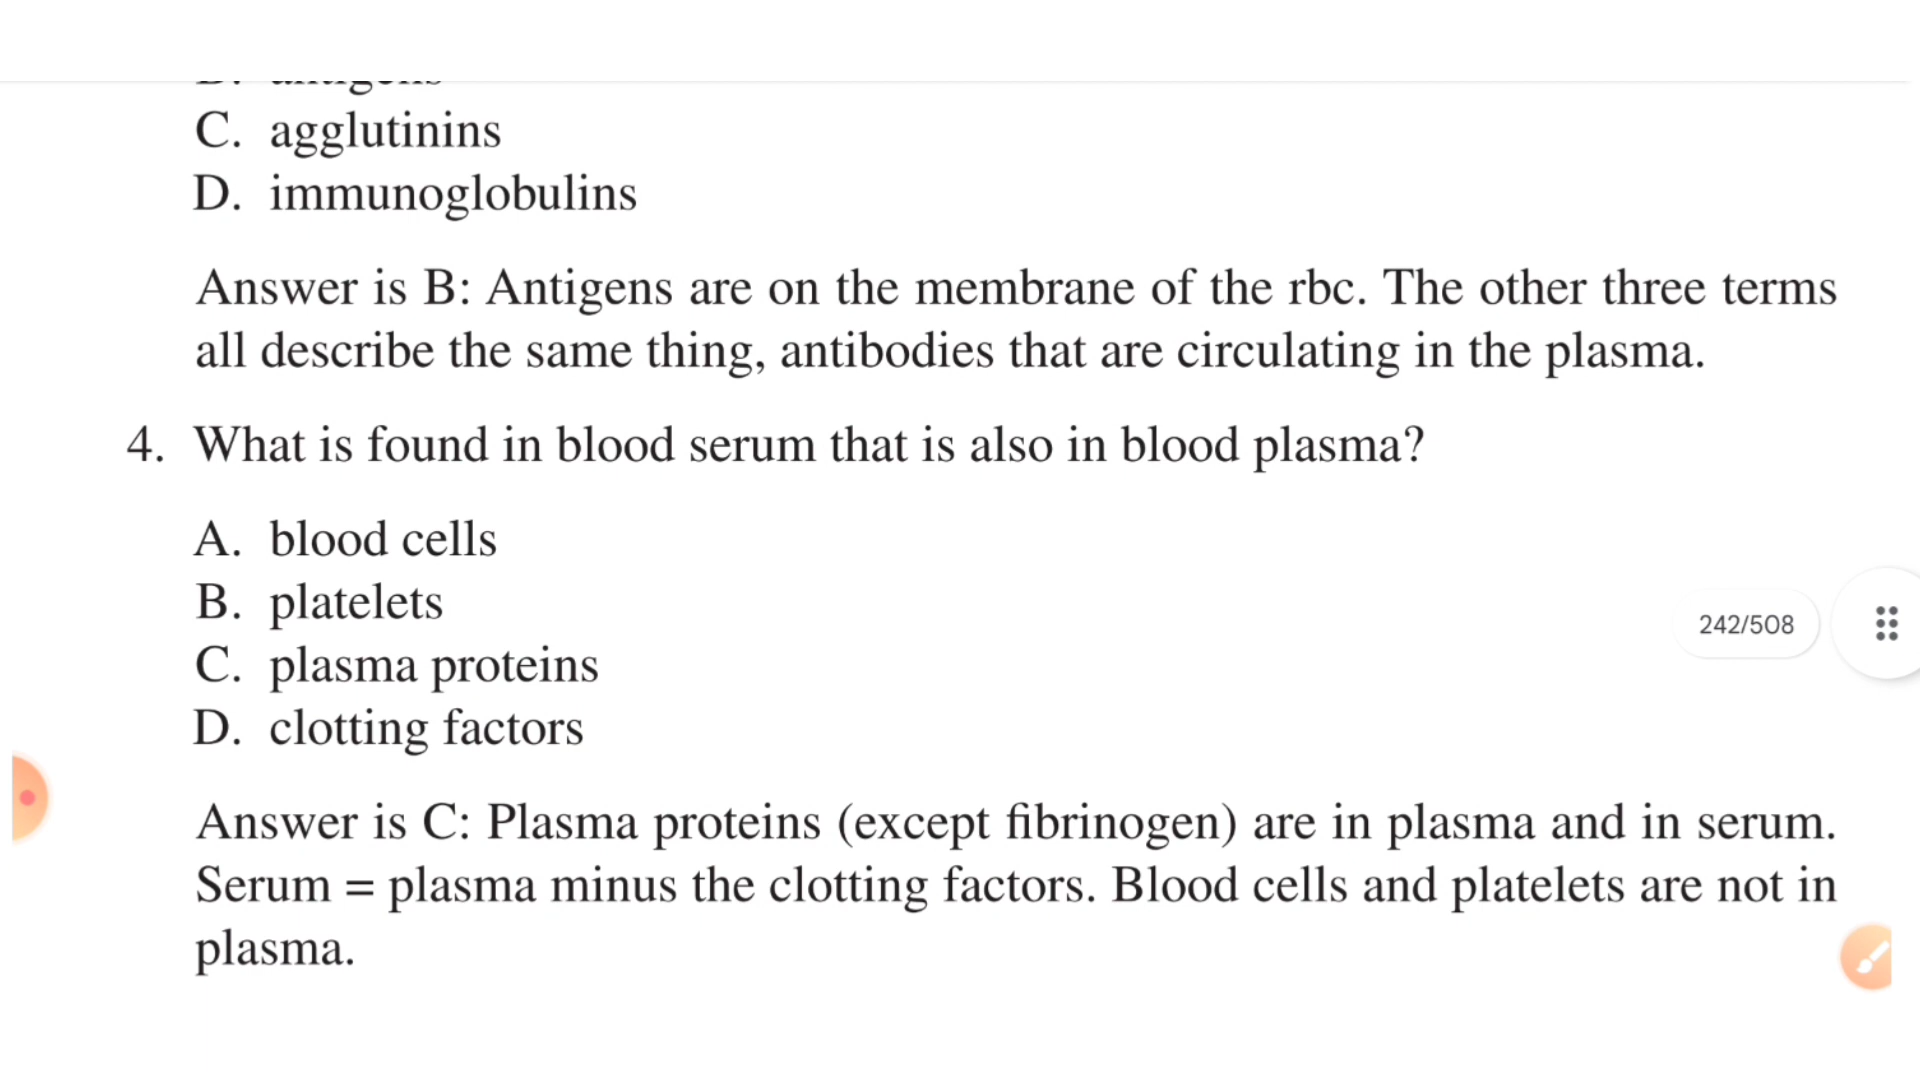 C. agglutinins
D. immunoglobulins
Answer is B: Antigens are on the membrane of the rbc. The other three terms
all describe the same thing, antibodies that are circulating in the plasma.
4. What is found in blood serum that is also in blood plasma?
A. blood cells
B. platelets
C. plasma proteins
D. clotting factors
242/508
Answer is C: Plasma proteins (except fibrinogen) are in plasma and in serum.
Serum = plasma minus the clotting factors. Blood cells and platelets are not in
plasma.